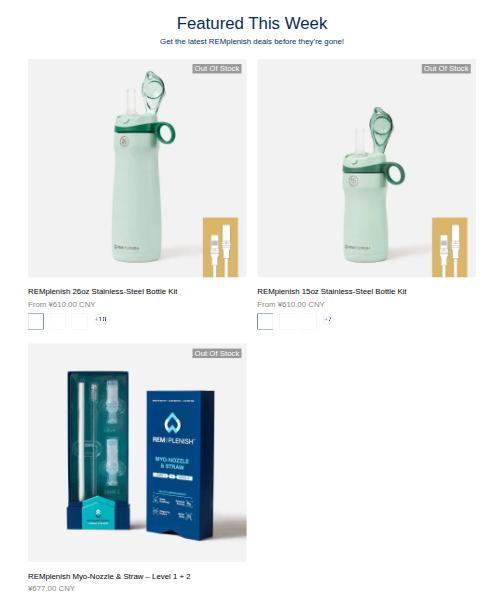 Featured This Week
Get the latest REMplenish deals before they're gone!
Out Of Stock
Out Of Stock
REMPLENISH
REMplenish 26oz Stainless-Steel Bottle Kit
REMplenish 15oz Stainless-Steel Bottle Kit
From ¥610.00 CNY
From ¥610.00 CNY
+10
+7
Out Of Stock
REMPLENISH
MYO-NOZZLE
& STRAW
REMplenish Myo-Nozzle & Straw – Level 1 + 2
¥677.00 CNY